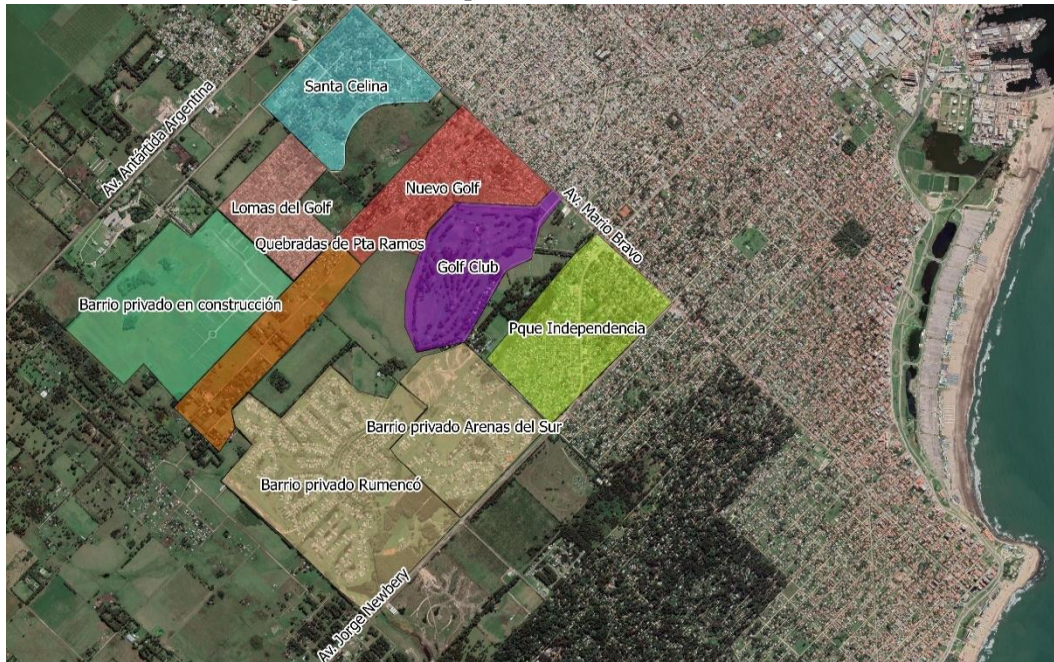 Santa Celina
Av. Antártida Argentina
Nuevo Golf
Av. Mario Bravo
Lomas del Golf
Quebradas de Pta Ramos
Golf Club
Barrio privado en construcción
Pque Independencia
Barrio privado Arenas del Sur
Barrio privado Rumencó
Av. Jorge Newbery